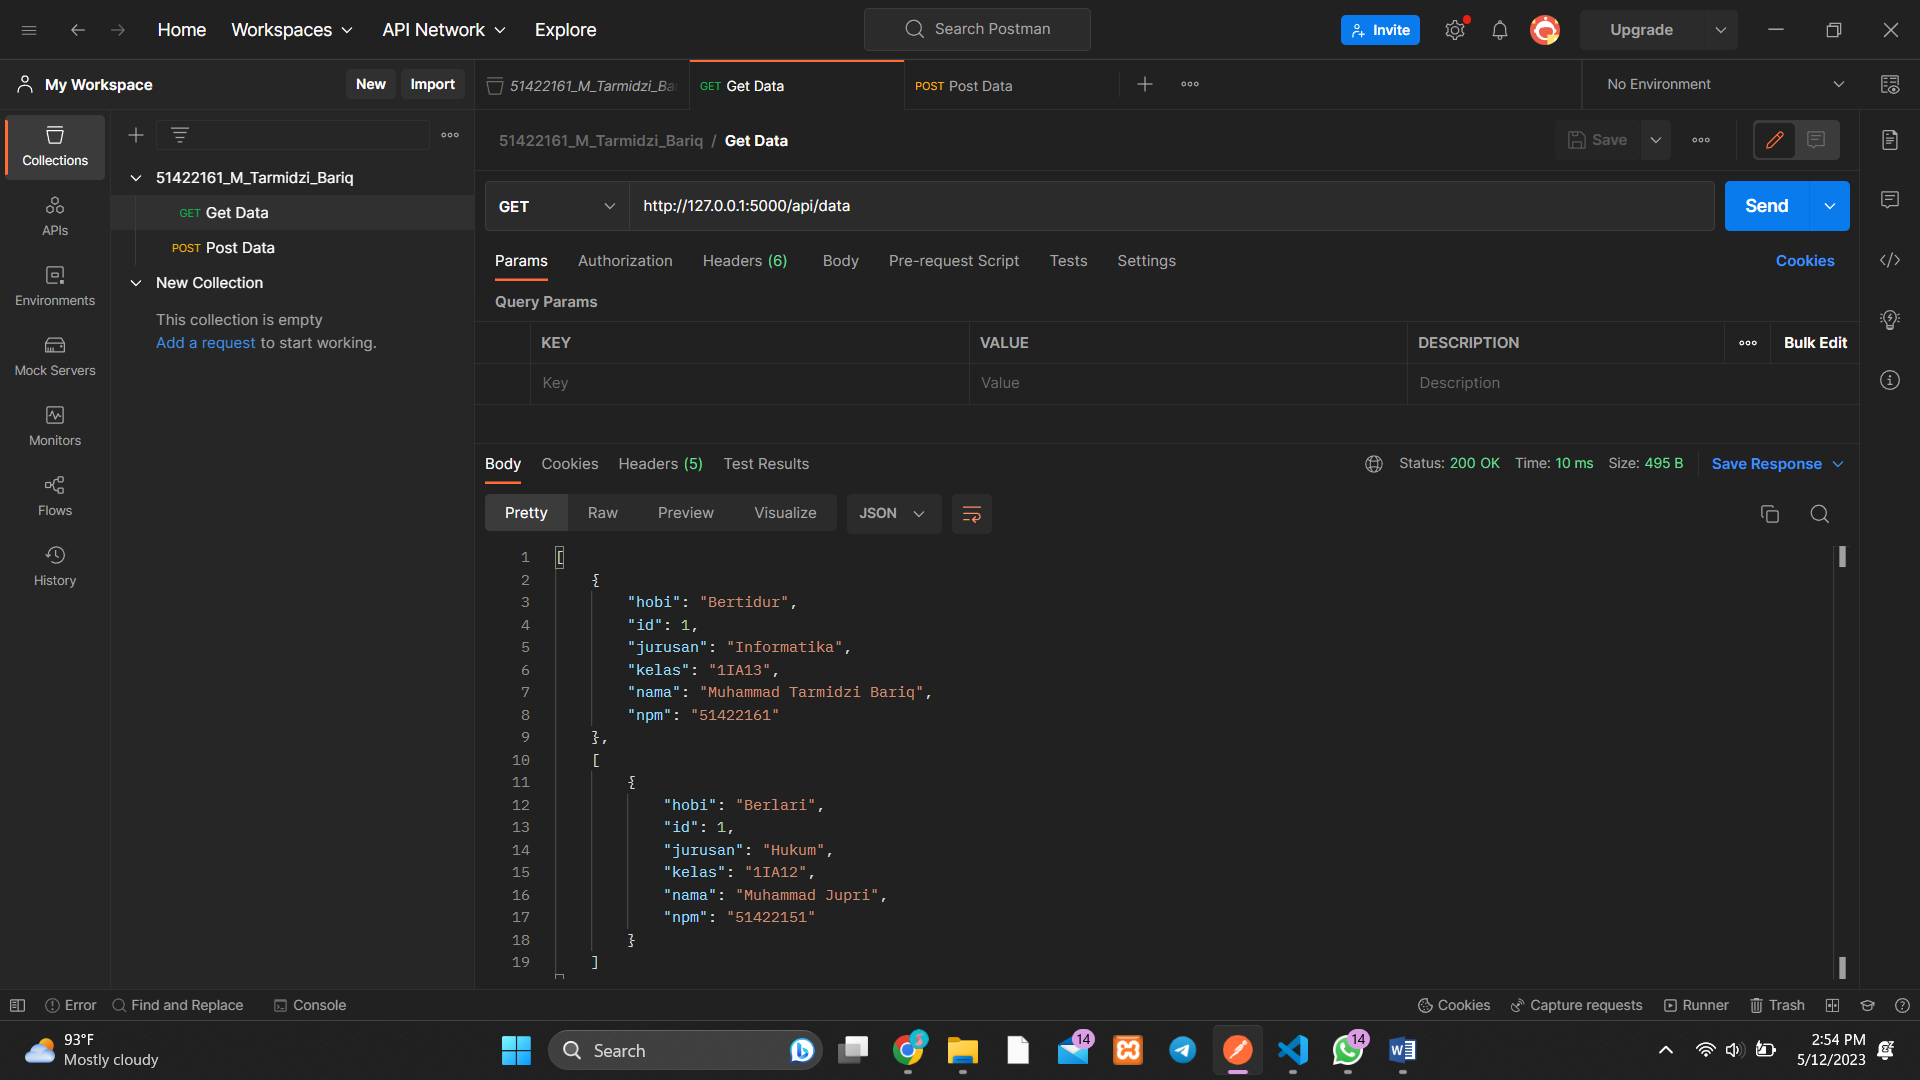 Home Workspaces API Network Explore Search Postman Invite Upgrade
My Workspace New Import 51422161_M_Tarmidzi_Ba GET Get Data POST Post Data No Environment
51422161_M_Tarmidzi_Bariq / Get Data Save
Collections
APIs
Environments
Mock Servers
Monitors
Flows
History
51422161_M_Tarmidzi_Bariq
GET Get Data
POST Post Data
New Collection
This collection is empty
Add a request to start working.
GET http://127.0.0.1:5000/api/data Send
Params Authorization Headers (6) Body Pre-request Script Tests Settings Cookies
Query Params
KEY VALUE DESCRIPTION Bulk Edit
Key Value Description
Body Cookies Headers (5) Test Results Status: 200 OK Time: 10 ms Size: 495 B Save Response
Pretty Raw Preview Visualize JSON
1 [
2 {
3 "hobi": "Bertidur",
4 "id": 1,
5 "jurusan": "Informatika",
6 "kelas": "1IA13",
7 "nama": "Muhammad Tarmidzi Bariq",
8 "npm": "51422161"
9 },
10 [
11 {
12 "hobi": "Berlari",
13 "id": 1,
14 "jurusan": "Hukum",
15 "kelas": "1IA12",
16 "nama": "Muhammad Jupri",
17 "npm": "51422151"
18 }
19 ]
Error Find and Replace Console Cookies Capture requests Runner Trash
93°F
Mostly cloudy
Search
14
14
2:54 PM
5/12/2023